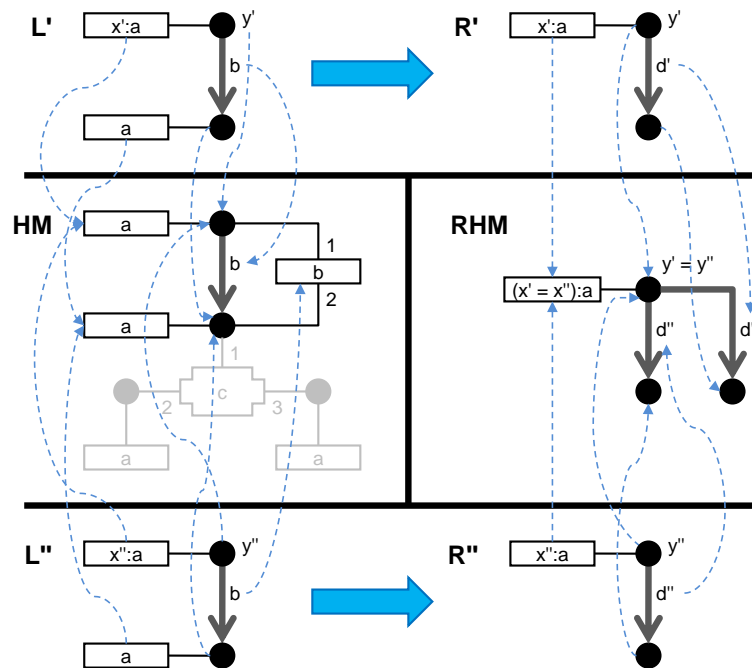 L' x':a y' R' x':a y'
b d'
a
HM a RHM
1
b b y' = y''
2 (x' = x''):a
a d'' d'
1
2 c 3
a a
L'' x'':a y'' R'' x'':a y''
b d''
a